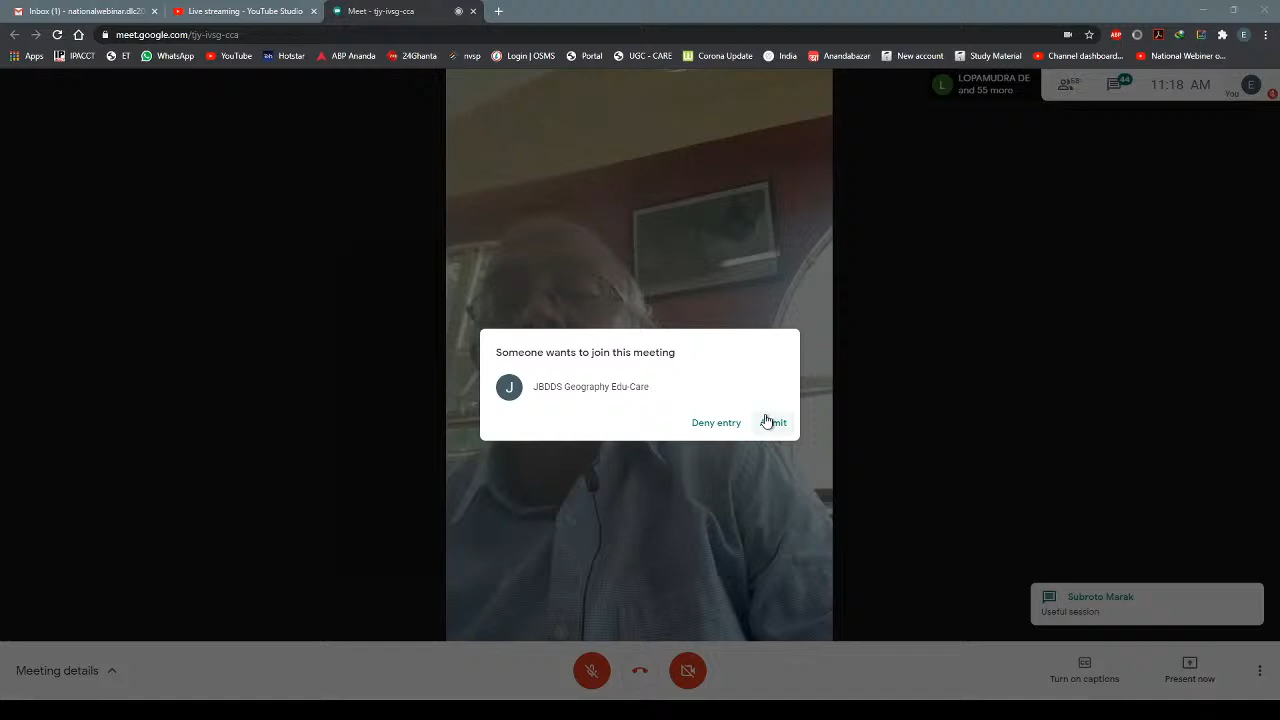 Inbox (1) - nationalwebinar.dlc20
Live streaming - YouTube Studio
Meet - tjy-ivsg-cca
meet.google.com/tjy-ivsg-cca
ABP
E
Apps
IPACCT
ET
WhatsApp
YouTube
Hotstar
ABP Ananda
24Ghanta
nvsp
Login | OSMS
Portal
UGC - CARE
Corona Update
India
Anandabazar
New account
Study Material
Channel dashboard...
National Webinar o...
L
LOPAMUDRA DE
and 55 more
44
11:18 AM
You
E
Someone wants to join this meeting
J
JBDDS Geography Edu-Care
Deny entry
Subroto Marak
Useful session
Meeting details
Turn on captions
Present now